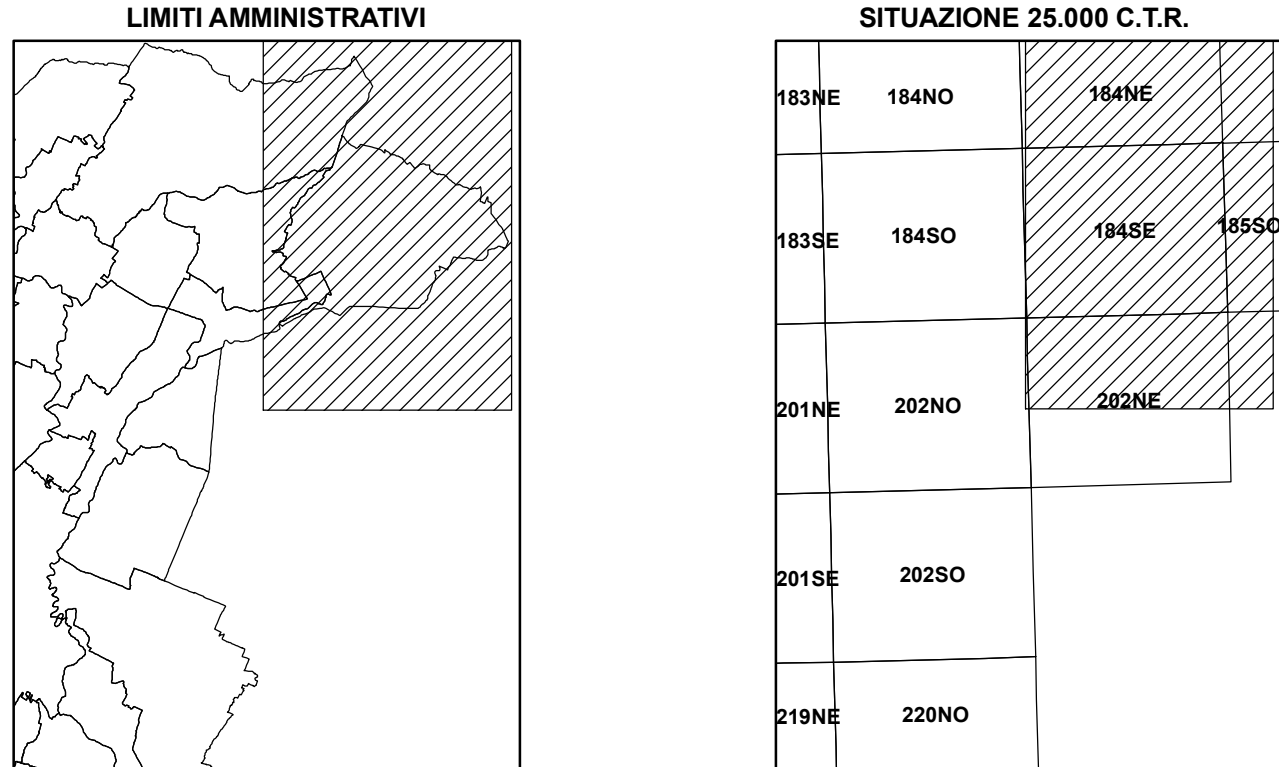 LIMITI AMMINISTRATIVI
SITUAZIONE 25.000 C.T.R.
183NE
184NO
184NE
183SE
184SO
184SE
185SO
201NE
202NO
202NE
201SE
202SO
219NE
220NO